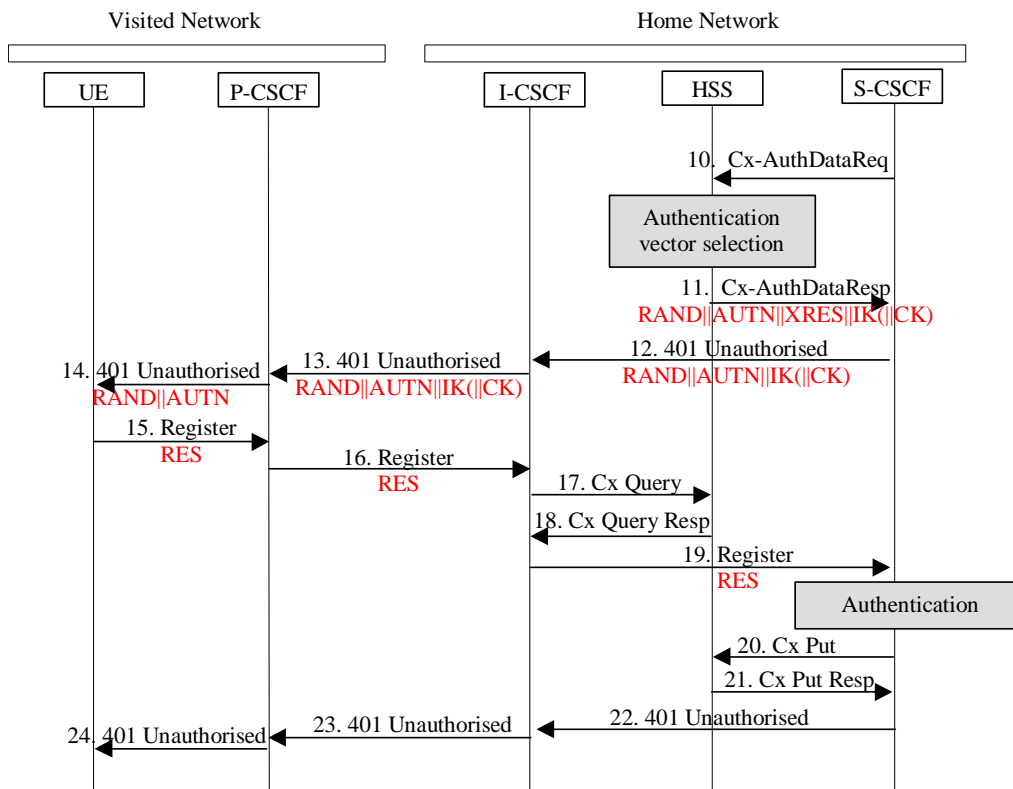 Visited Network
Home Network
UE
P-CSCF
I-CSCF
HSS
S-CSCF
10. Cx-AuthDataReq
Authentication
vector selection
11. Cx-AuthDataResp
RAND||AUTN||XRES||IK(||CK)
12. 401 Unauthorised
RAND||AUTN||IK(||CK)
13. 401 Unauthorised
RAND||AUTN||IK(||CK)
14. 401 Unauthorised
RAND||AUTN
15. Register
RES
16. Register
RES
17. Cx Query
18. Cx Query Resp
19. Register
RES
Authentication
20. Cx Put
21. Cx Put Resp
22. 401 Unauthorised
23. 401 Unauthorised
24. 401 Unauthorised